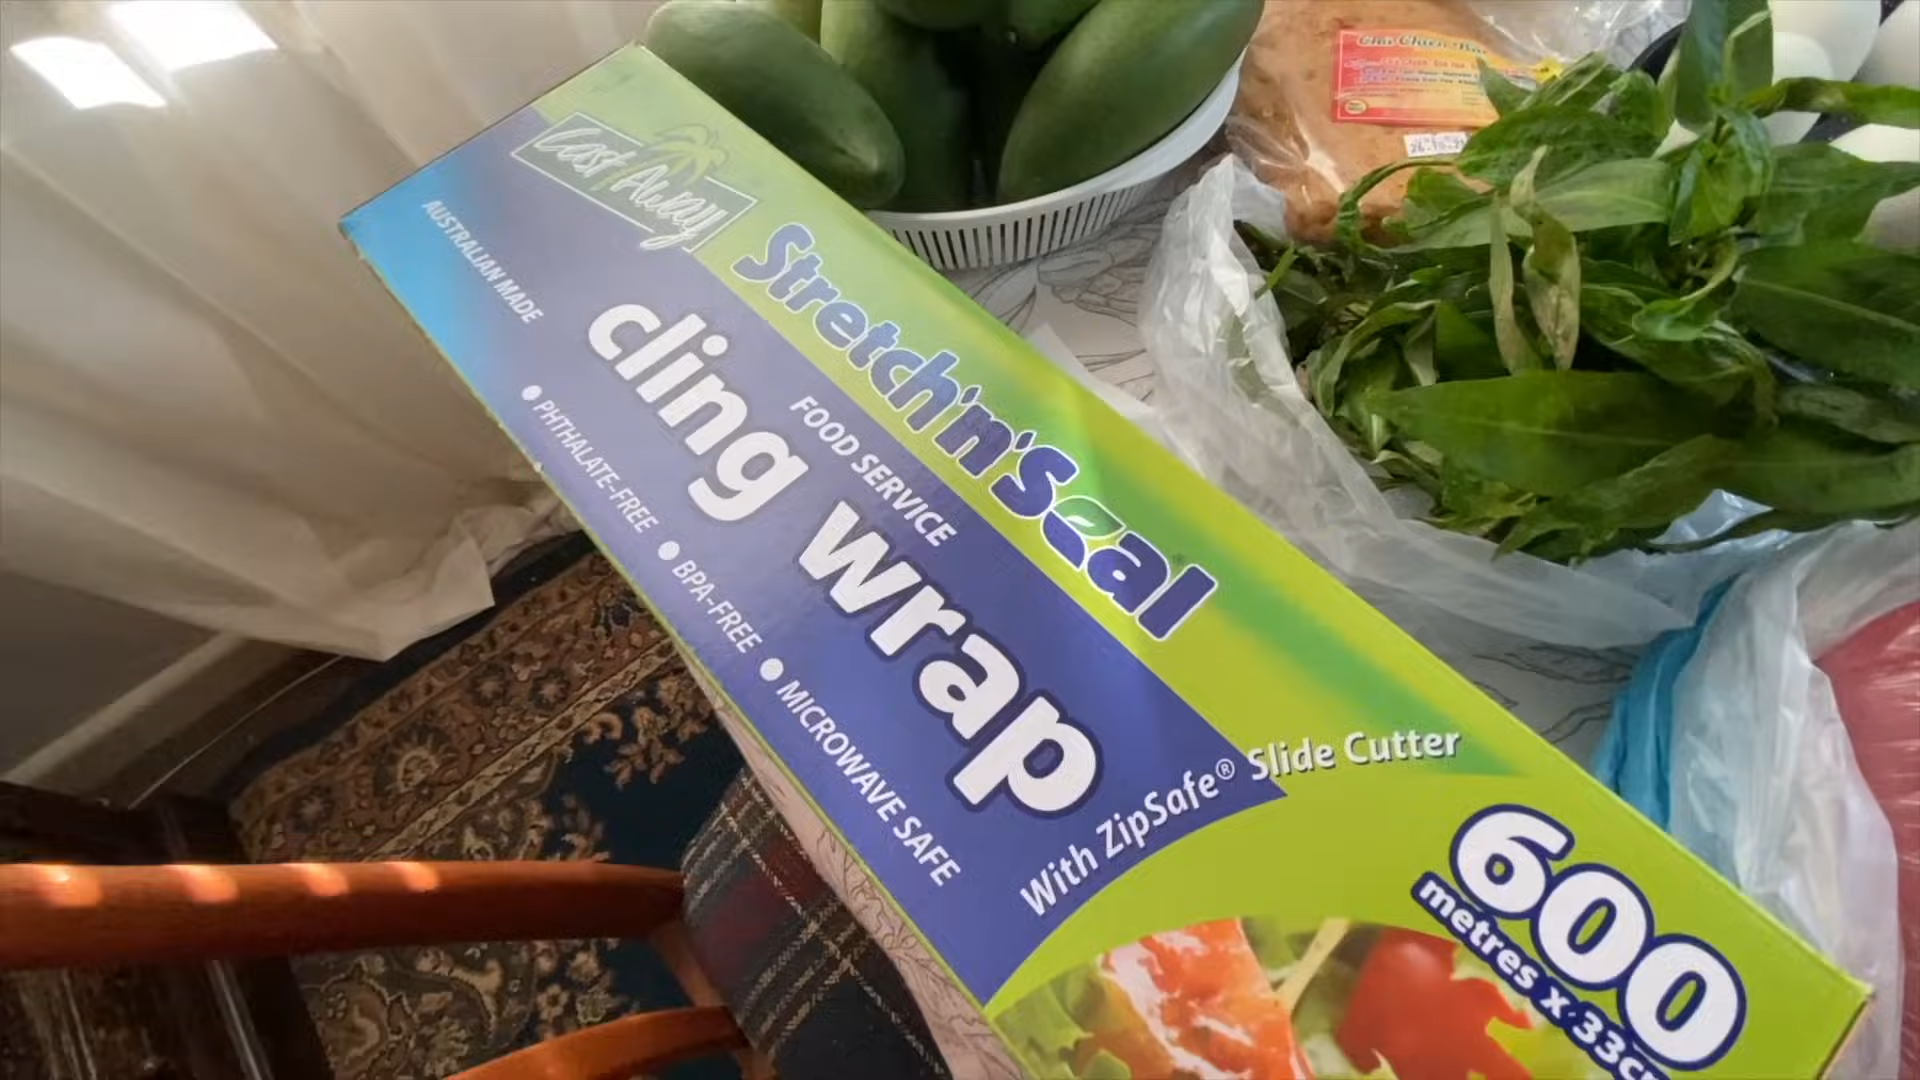 Cast Away
AUSTRALIAN MADE
Stretch'n'Seal®
FOOD SERVICE
cling wrap
• PHTHALATE-FREE • BPA-FREE • MICROWAVE SAFE
With ZipSafe® Slide Cutter
600
metres x 33c